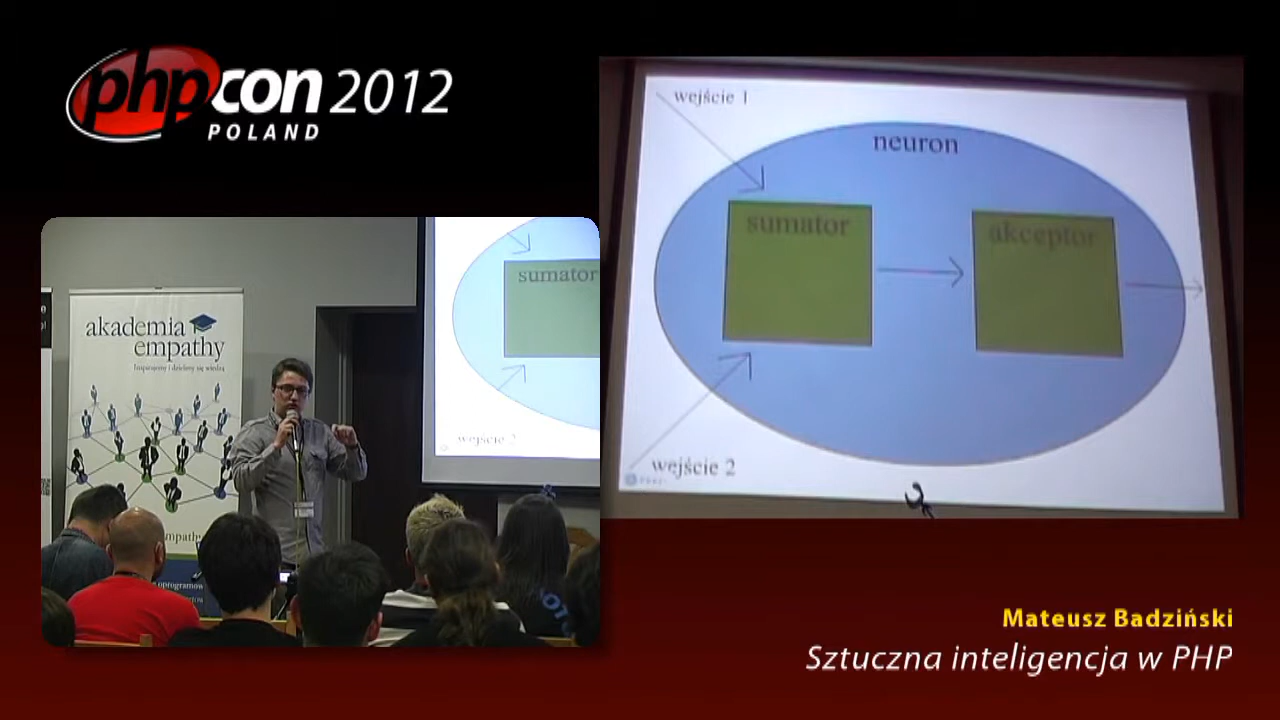 phpcon 2012
POLAND
wejście 1
neuron
sumator
akceptor
wejście 2
sumator
wejście 2
akademia
empathy
Inspirujemy i dzielimy się wiedzą
Mateusz Badziński
Sztuczna inteligencja w PHP